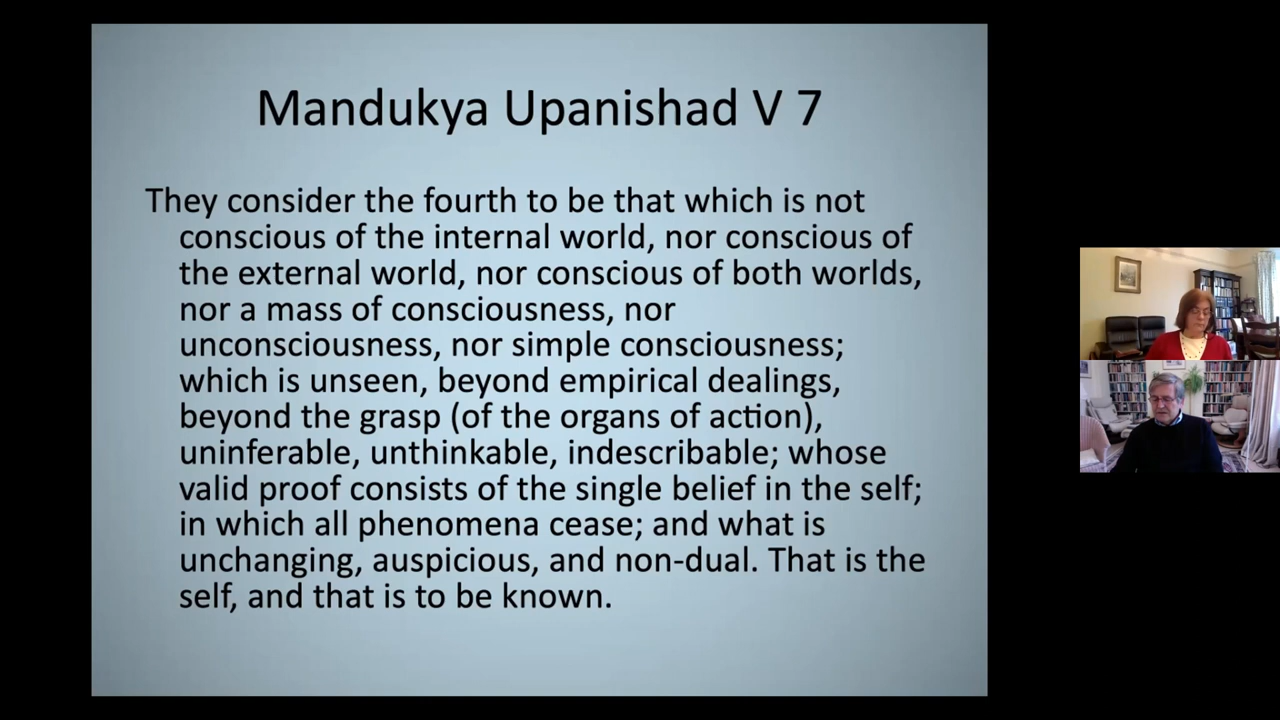 Mandukya Upanishad V 7
They consider the fourth to be that which is not
conscious of the internal world, nor conscious of
the external world, nor conscious of both worlds,
nor a mass of consciousness, nor
unconsciousness, nor simple consciousness;
which is unseen, beyond empirical dealings,
beyond the grasp (of the organs of action),
uninferable, unthinkable, indescribable; whose
valid proof consists of the single belief in the self;
in which all phenomena cease; and what is
unchanging, auspicious, and non-dual. That is the
self, and that is to be known.